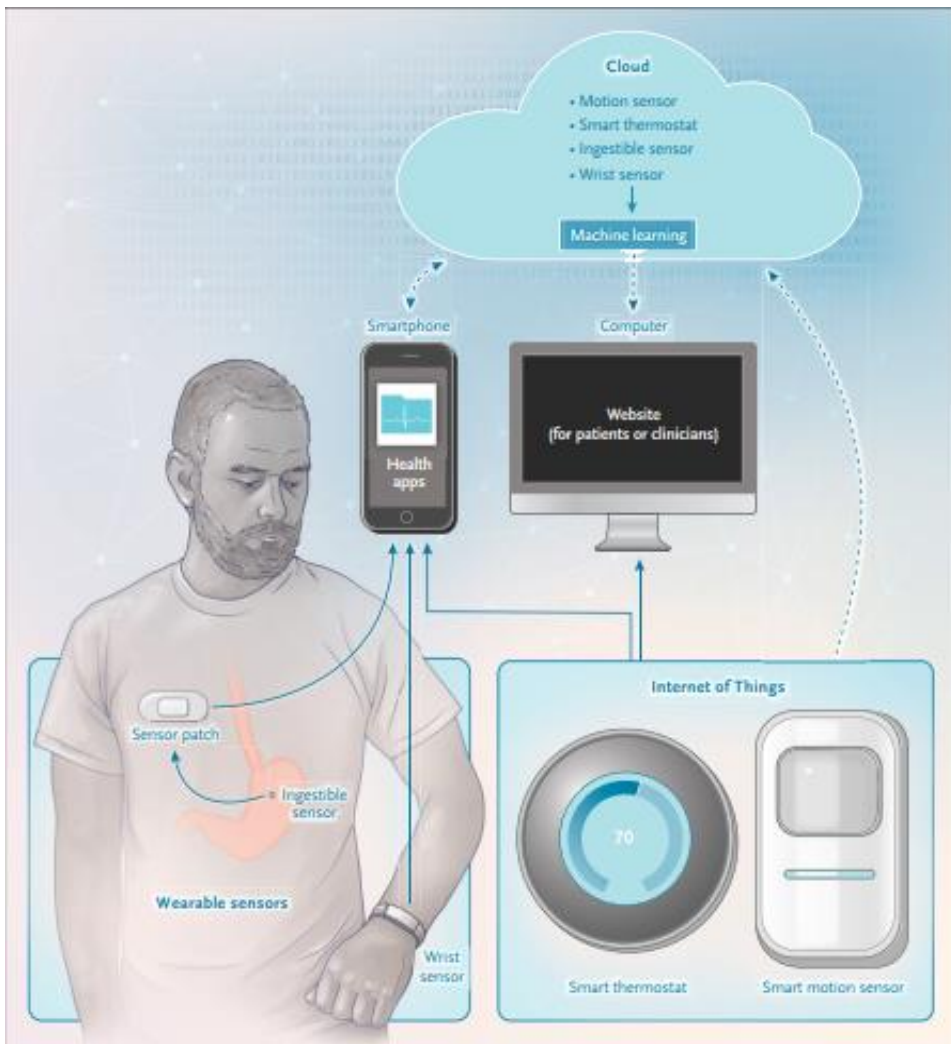 Cloud
• Motion sensor
• Smart thermostat
• Ingestible sensor
• Wrist sensor
Machine learning
Smartphone
Computer
Health
apps
Website
(for patients or clinicians)
Sensor patch
Ingestible
sensor
Wearable sensors
Wrist
sensor
Internet of Things
70
Smart thermostat
Smart motion sensor